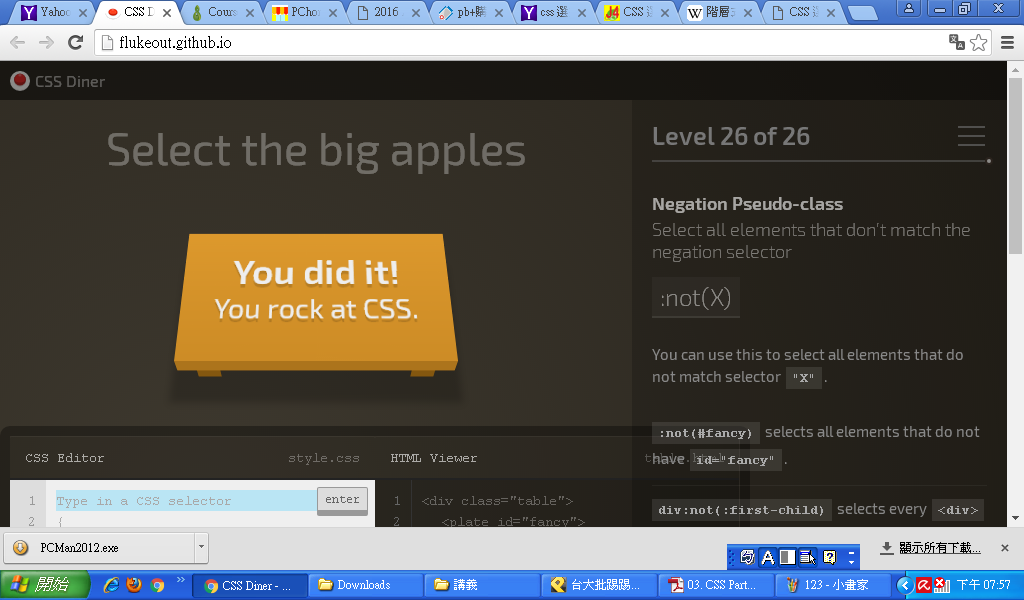 Yahoo
CSS D
Cours
PCho
2016
pb+購
css 選
CSS 選
階層
CSS 選
flukeout.github.io
CSS Diner
Select the big apples
You did it!
You rock at CSS.
Level 26 of 26
Negation Pseudo-class
Select all elements that don't match the
negation selector
:not(X)
You can use this to select all elements that do
not match selector "X" .
:not(#fancy) selects all elements that do not
have id="fancy" .
div:not(:first-child) selects every <div>
CSS Editor
style.css
HTML Viewer
1
Type in a CSS selector
enter
2
{
1
<div class="table">
2
<plate id="fancy">
PCMan2012.exe
顯示所有下載...
開始
CSS Diner - ...
Downloads
講義
台大批踢踢...
03. CSS Part...
123 - 小畫家
下午 07:57